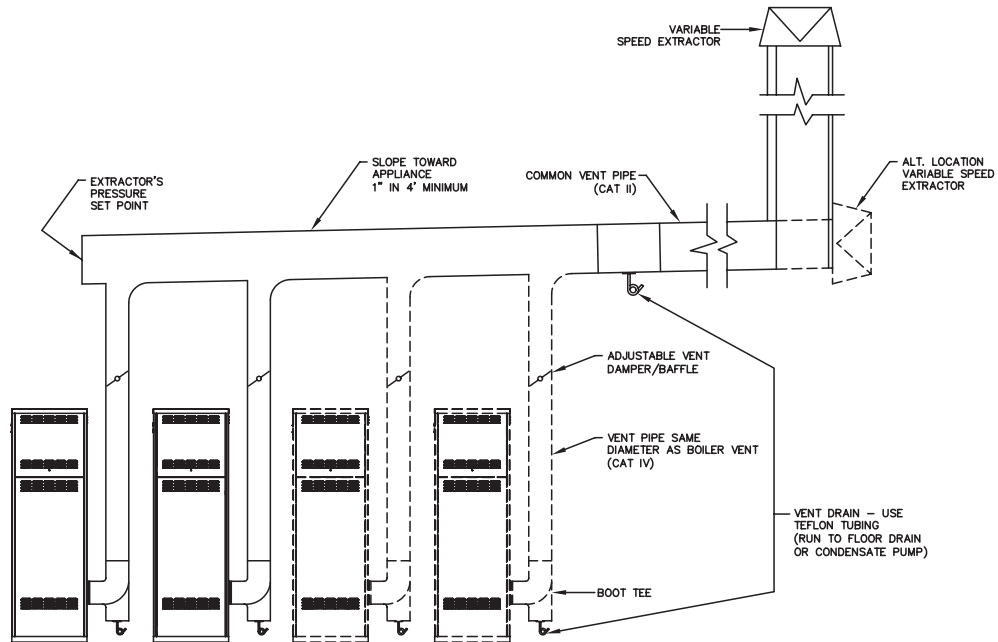 VARIABLE
SPEED EXTRACTOR
EXTRACTOR'S
PRESSURE
SET POINT
SLOPE TOWARD
APPLIANCE
1" IN 4' MINIMUM
COMMON VENT PIPE
(CAT II)
ALT. LOCATION
VARIABLE SPEED
EXTRACTOR
ADJUSTABLE VENT
DAMPER/BAFFLE
VENT PIPE SAME
DIAMETER AS BOILER VENT
(CAT IV)
VENT DRAIN – USE
TEFLON TUBING
(RUN TO FLOOR DRAIN
OR CONDENSATE PUMP)
BOOT TEE